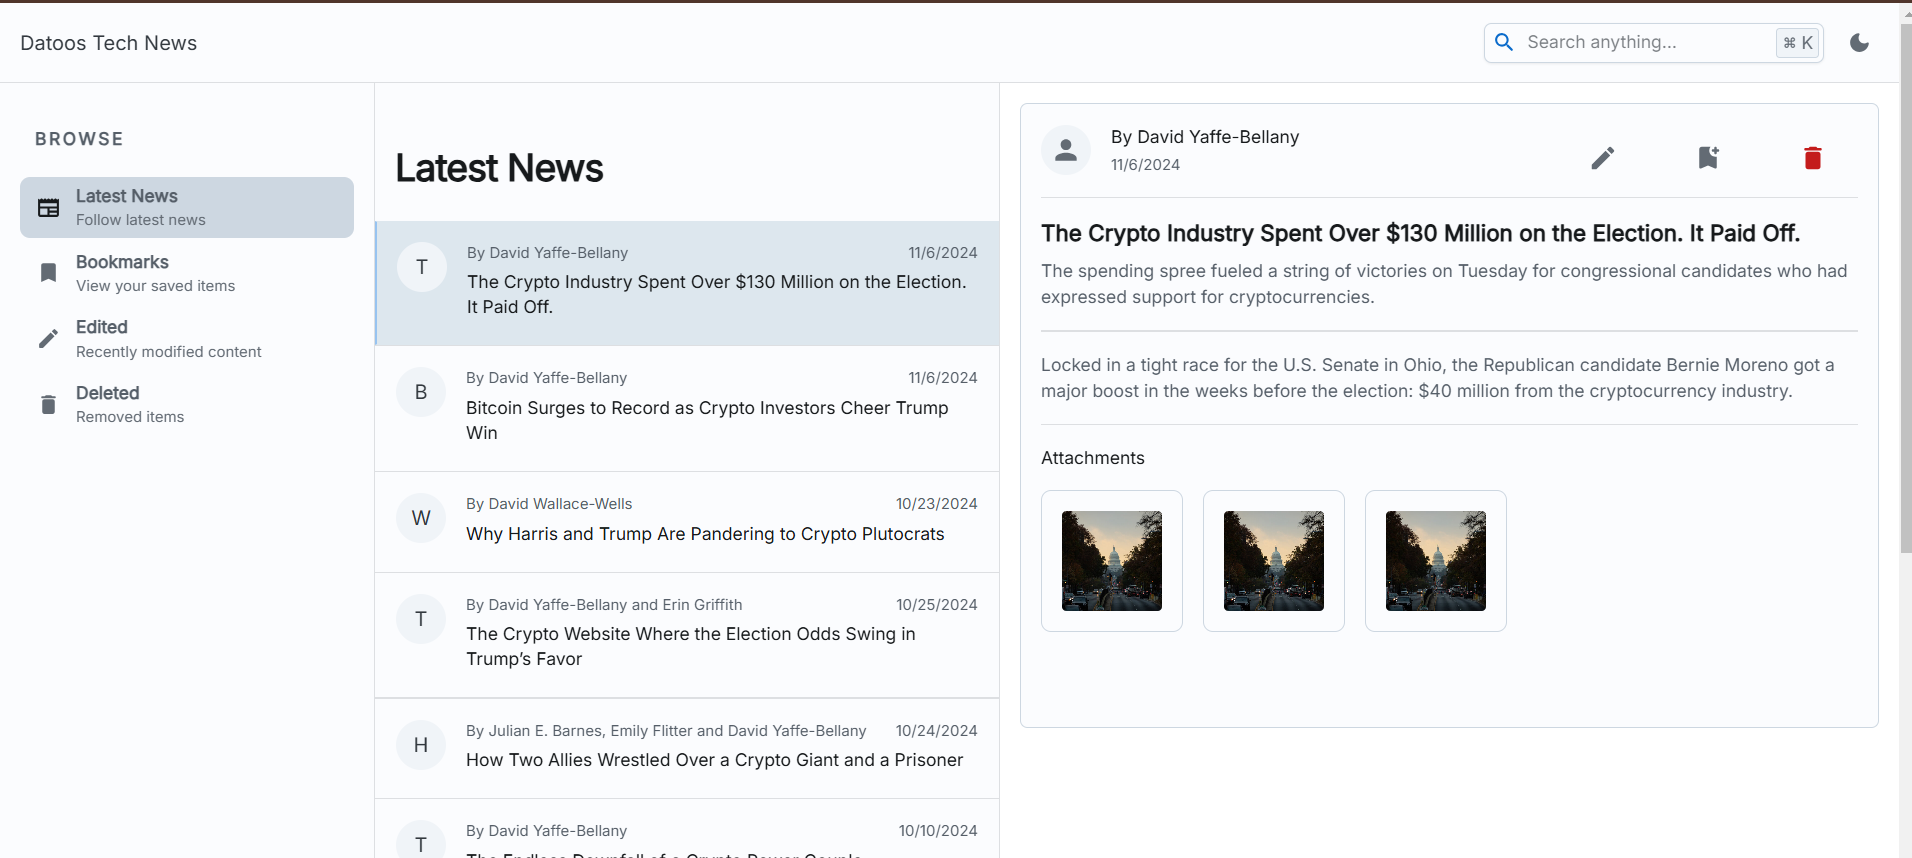 Datoos Tech News
Search anything...
⌘ K
BROWSE
Latest News
Follow latest news
Bookmarks
View your saved items
Edited
Recently modified content
Deleted
Removed items
Latest News
T
By David Yaffe-Bellany
11/6/2024
The Crypto Industry Spent Over $130 Million on the Election.
It Paid Off.
B
By David Yaffe-Bellany
11/6/2024
Bitcoin Surges to Record as Crypto Investors Cheer Trump
Win
W
By David Wallace-Wells
10/23/2024
Why Harris and Trump Are Pandering to Crypto Plutocrats
T
By David Yaffe-Bellany and Erin Griffith
10/25/2024
The Crypto Website Where the Election Odds Swing in
Trump’s Favor
H
By Julian E. Barnes, Emily Flitter and David Yaffe-Bellany
10/24/2024
How Two Allies Wrestled Over a Crypto Giant and a Prisoner
T
By David Yaffe-Bellany
10/10/2024
The Endless Downfall of a Crypto Power Couple
By David Yaffe-Bellany
11/6/2024
The Crypto Industry Spent Over $130 Million on the Election. It Paid Off.
The spending spree fueled a string of victories on Tuesday for congressional candidates who had
expressed support for cryptocurrencies.
Locked in a tight race for the U.S. Senate in Ohio, the Republican candidate Bernie Moreno got a
major boost in the weeks before the election: $40 million from the cryptocurrency industry.
Attachments